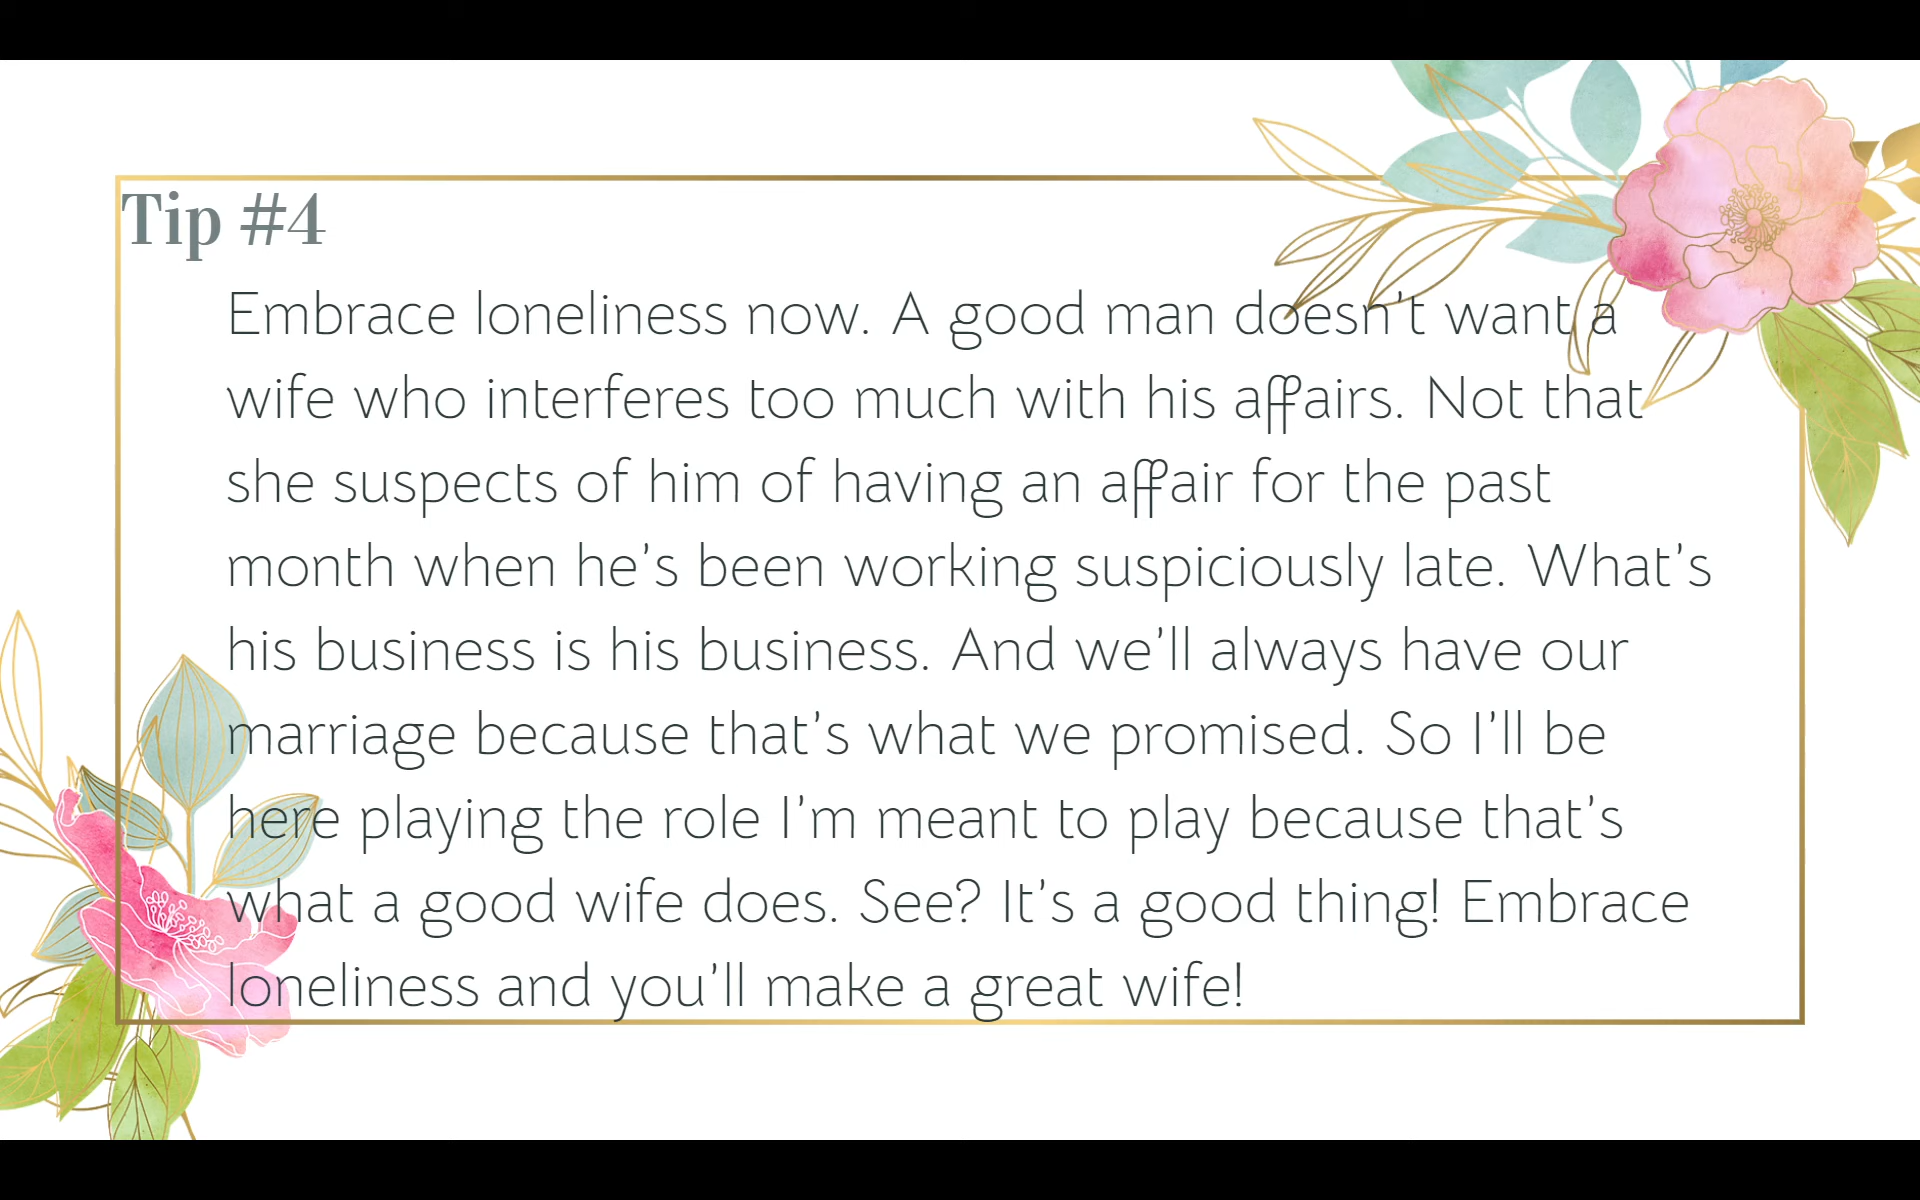 Tip #4
Embrace loneliness now. A good man doesn't want a
wife who interferes too much with his affairs. Not that
she suspects of him of having an affair for the past
month when he's been working suspiciously late. What's
his business is his business. And we'll always have our
marriage because that's what we promised. So I'll be
here playing the role I'm meant to play because that's
what a good wife does. See? It's a good thing! Embrace
loneliness and you'll make a great wife!